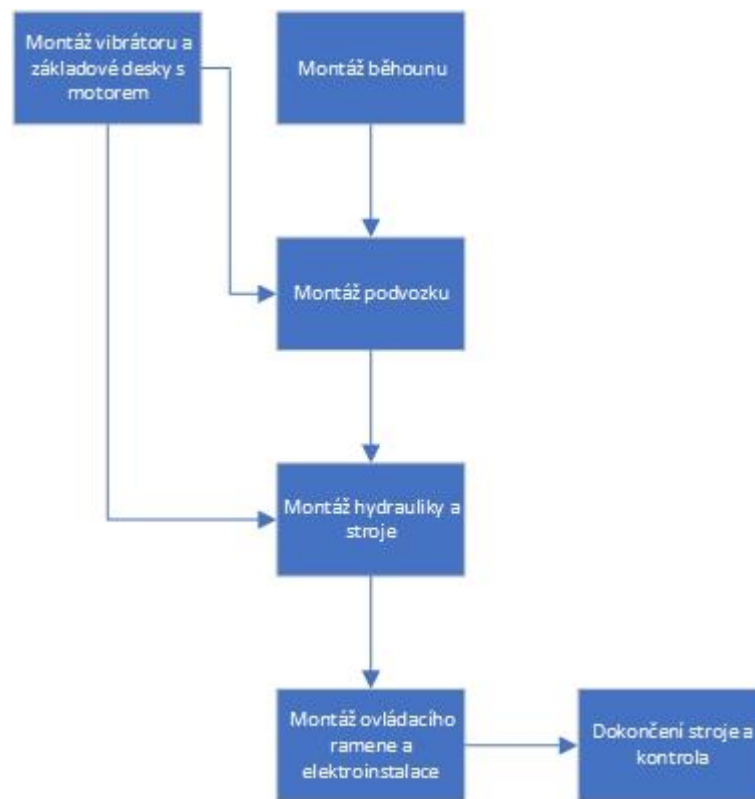 Montáž vibrátoru a
základové desky s
motorem
Montáž běhounu
Montáž podvozku
Montáž hydrauliky a
stroje
Montáž ovládacího
ramene a
elektroinstalace
Dokončení stroje a
kontrola